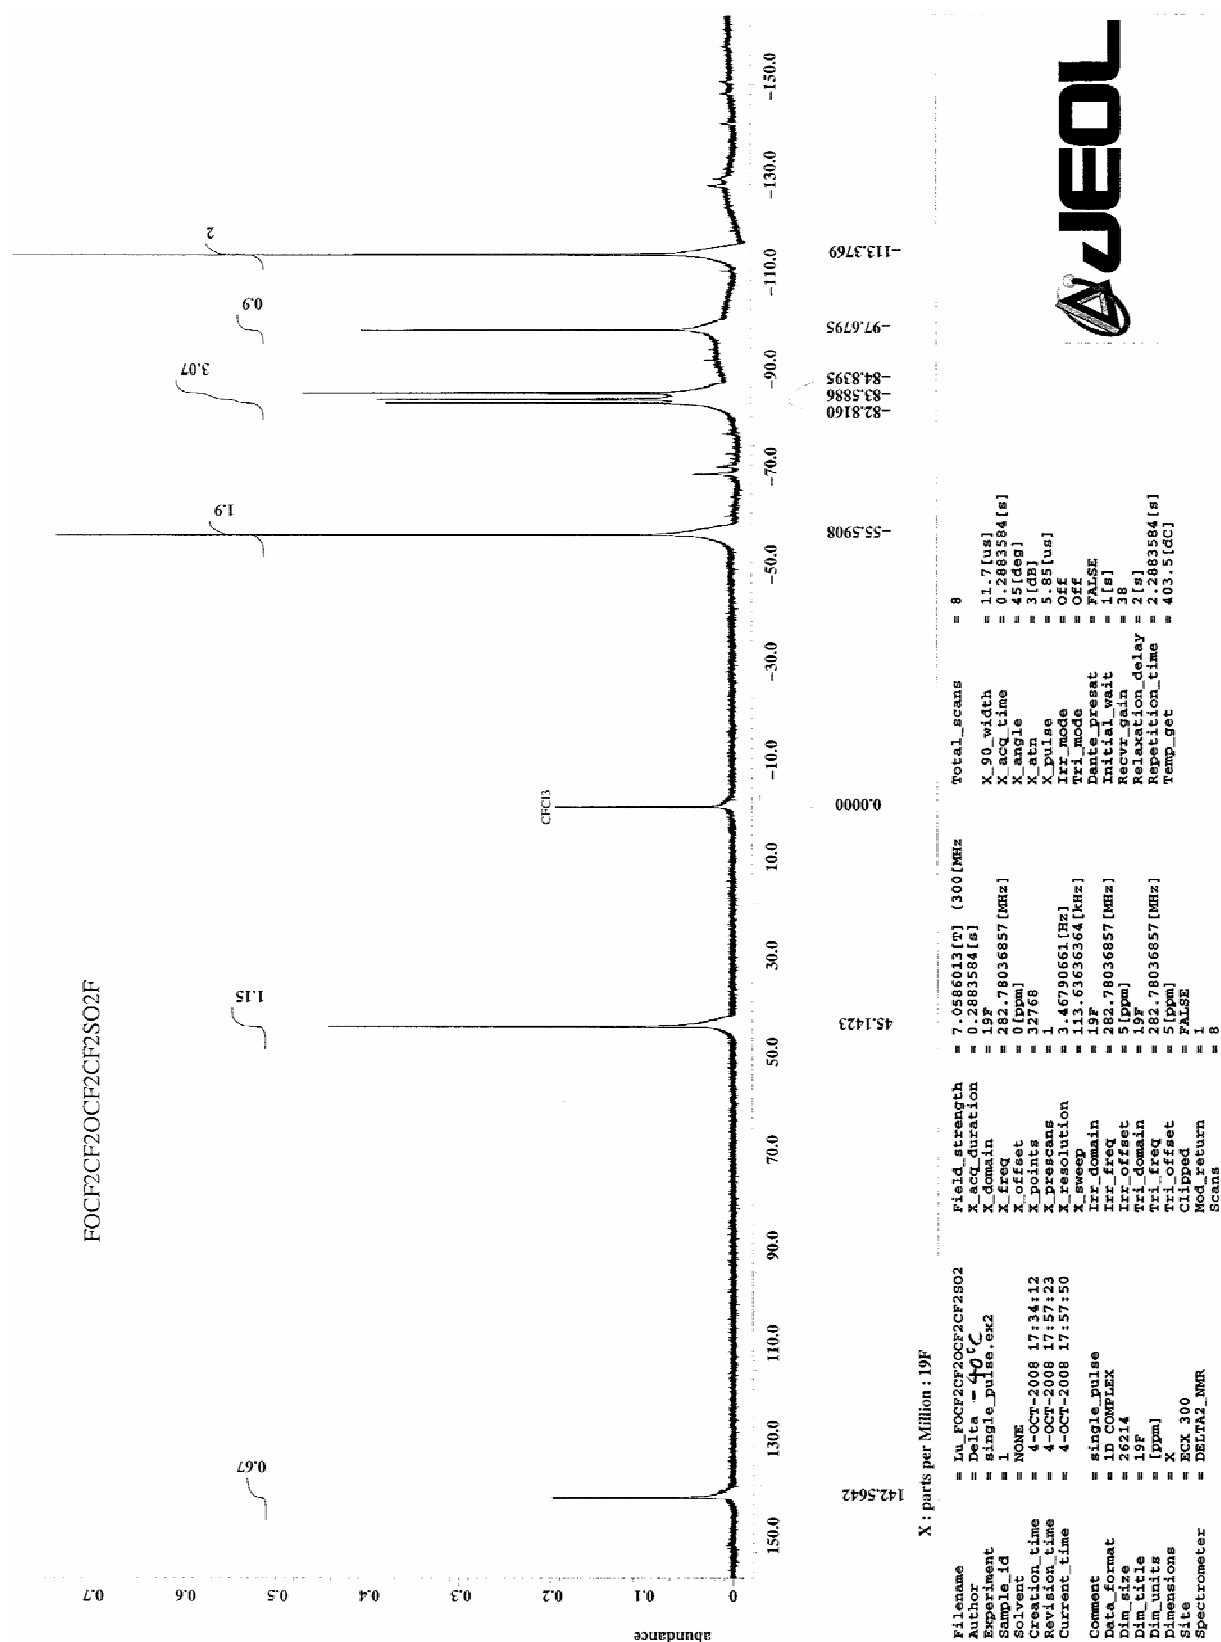 FOCF2CF2OCF2CF2SO2F
abundance
0
0.1
0.2
0.3
0.4
0.5
0.6
0.7
0.67
1.15
CFCl3
1.9
3.07
0.9
2
150.0
130.0
110.0
90.0
70.0
50.0
30.0
10.0
-10.0
-30.0
-50.0
-70.0
-90.0
-110.0
-130.0
-150.0
142.5642
45.1423
0.0000
-55.5908
-82.8160
-83.5886
-84.8395
-97.6795
-113.3769
X : parts per Million : 19F
Filename = Lu_FOCF2CF2OCF2CF2SO2
Author = Delta -40°C
Experiment = single_pulse.ex2
Sample_id = 1
Solvent = NONE
Creation_time = 4-OCT-2008 17:34:12
Revision_time = 4-OCT-2008 17:57:23
Current_time = 4-OCT-2008 17:57:50
Comment = single_pulse
Data_format = 1D COMPLEX
Dim_size = 26214
Dim_title = 19F
Dim_units = [ppm]
Dimensions = X
Site = ECX 300
Spectrometer = DELTA2_NMR
Field_strength = 7.0586013[T] (300[MHz
X_acq_duration = 0.2883584[s]
X_domain = 19F
X_freq = 282.78036857[MHz]
X_offset = 0[ppm]
X_points = 32768
X_prescans = 1
X_resolution = 3.46790661[Hz]
X_sweep = 113.63636364[kHz]
Irr_domain = 19F
Irr_freq = 282.78036857[MHz]
Irr_offset = 5[ppm]
Tri_domain = 19F
Tri_freq = 282.78036857[MHz]
Tri_offset = 5[ppm]
Clipped = FALSE
Mod_return = 1
Scans = 8
Total_scans = 8
X_90_width = 11.7[us]
X_acq_time = 0.2883584[s]
X_angle = 45[deg]
X_atn = 3[dB]
X_pulse = 5.85[us]
Irr_mode = Off
Tri_mode = Off
Dante_presat = FALSE
Initial_wait = 1[s]
Recvr_gain = 38
Relaxation_delay = 2[s]
Repetition_time = 2.2883584[s]
Temp_get = 403.5[dC]
JEOL